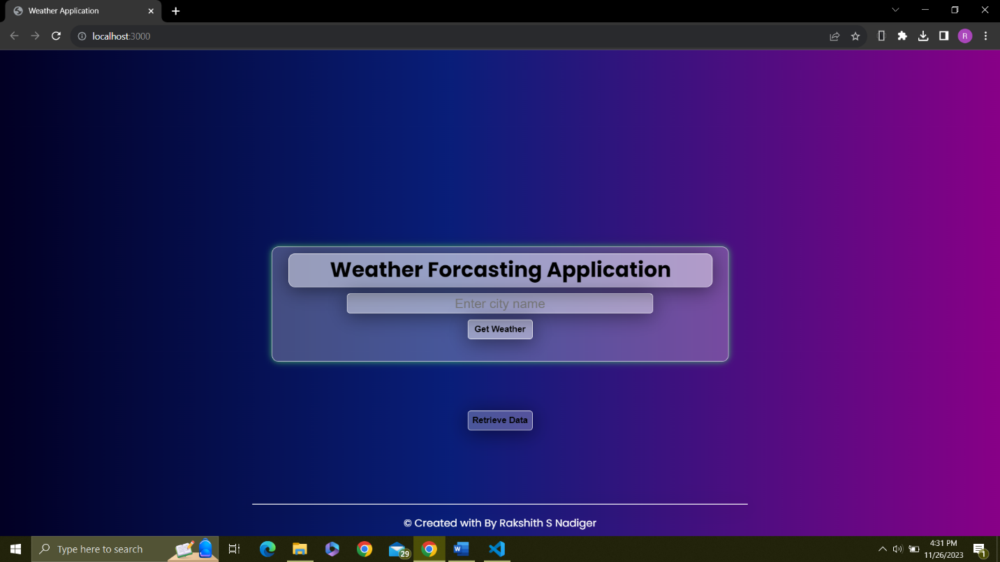 Weather Application
localhost:3000
R
Weather Forcasting Application
Enter city name
Get Weather
Retrieve Data
© Created with By Rakshith S Nadiger
Type here to search
29
4:31 PM
11/26/2023
1